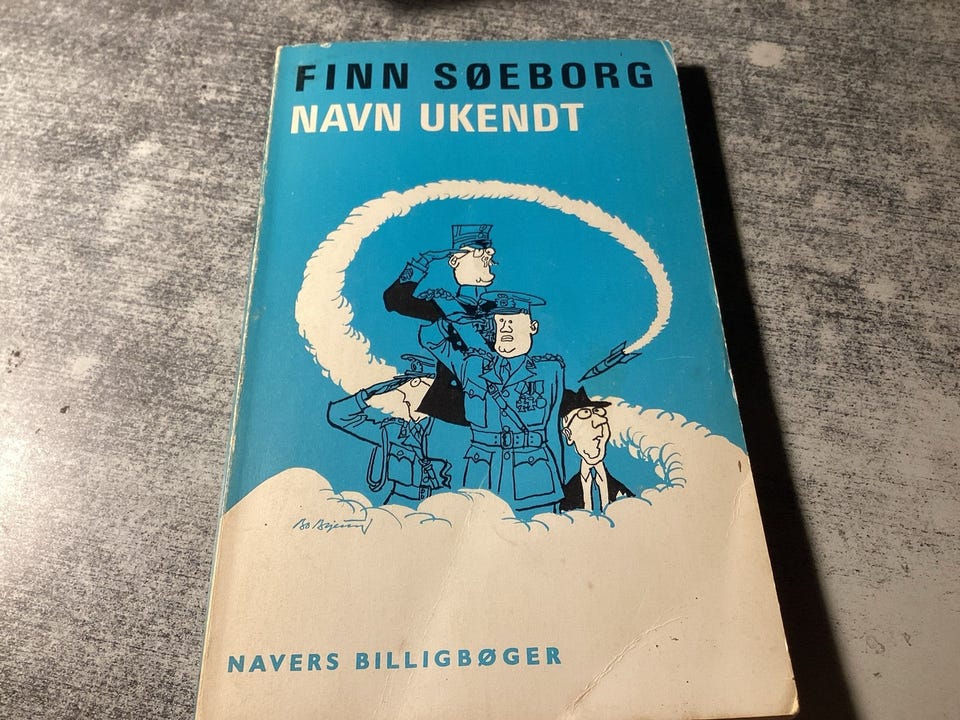 FINN SØEBORG
NAVN UKENDT
NAVERS BILLIGBØGER